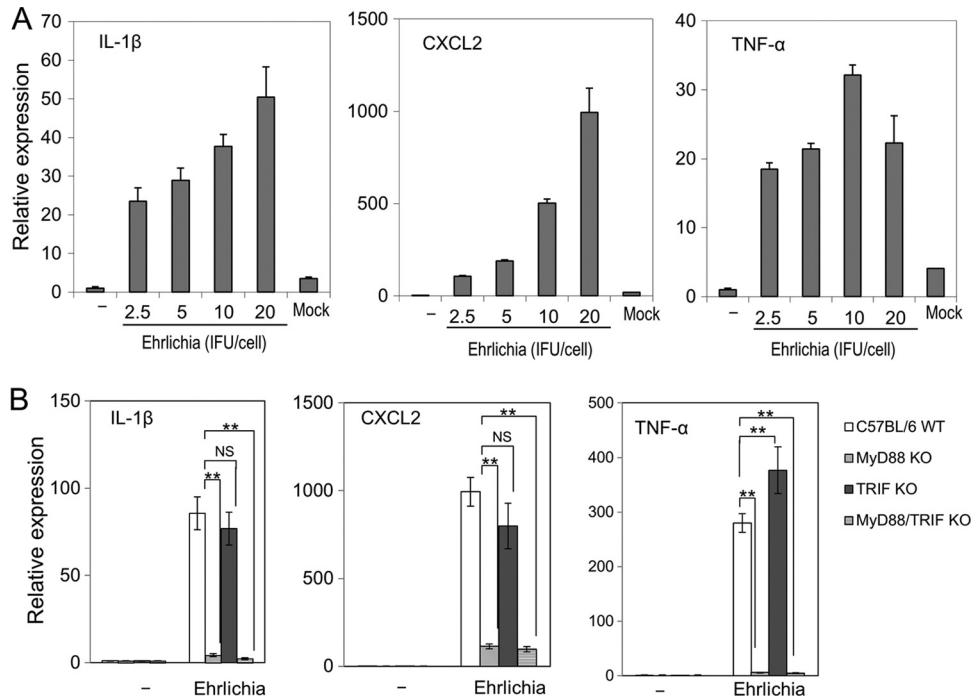 A
IL-1β
CXCL2
TNF-α
Relative expression
70
60
50
40
30
20
10
0
1500
1000
500
0
40
30
20
10
0
– 2.5 5 10 20 Mock
Ehrlichia (IFU/cell)
– 2.5 5 10 20 Mock
Ehrlichia (IFU/cell)
– 2.5 5 10 20 Mock
Ehrlichia (IFU/cell)
B
IL-1β
CXCL2
TNF-α
Relative expression
150
100
50
0
**
NS
**
– Ehrlichia
1500
1000
500
0
**
NS
**
– Ehrlichia
500
400
300
200
100
0
**
**
**
– Ehrlichia
C57BL/6 WT
MyD88 KO
TRIF KO
MyD88/TRIF KO